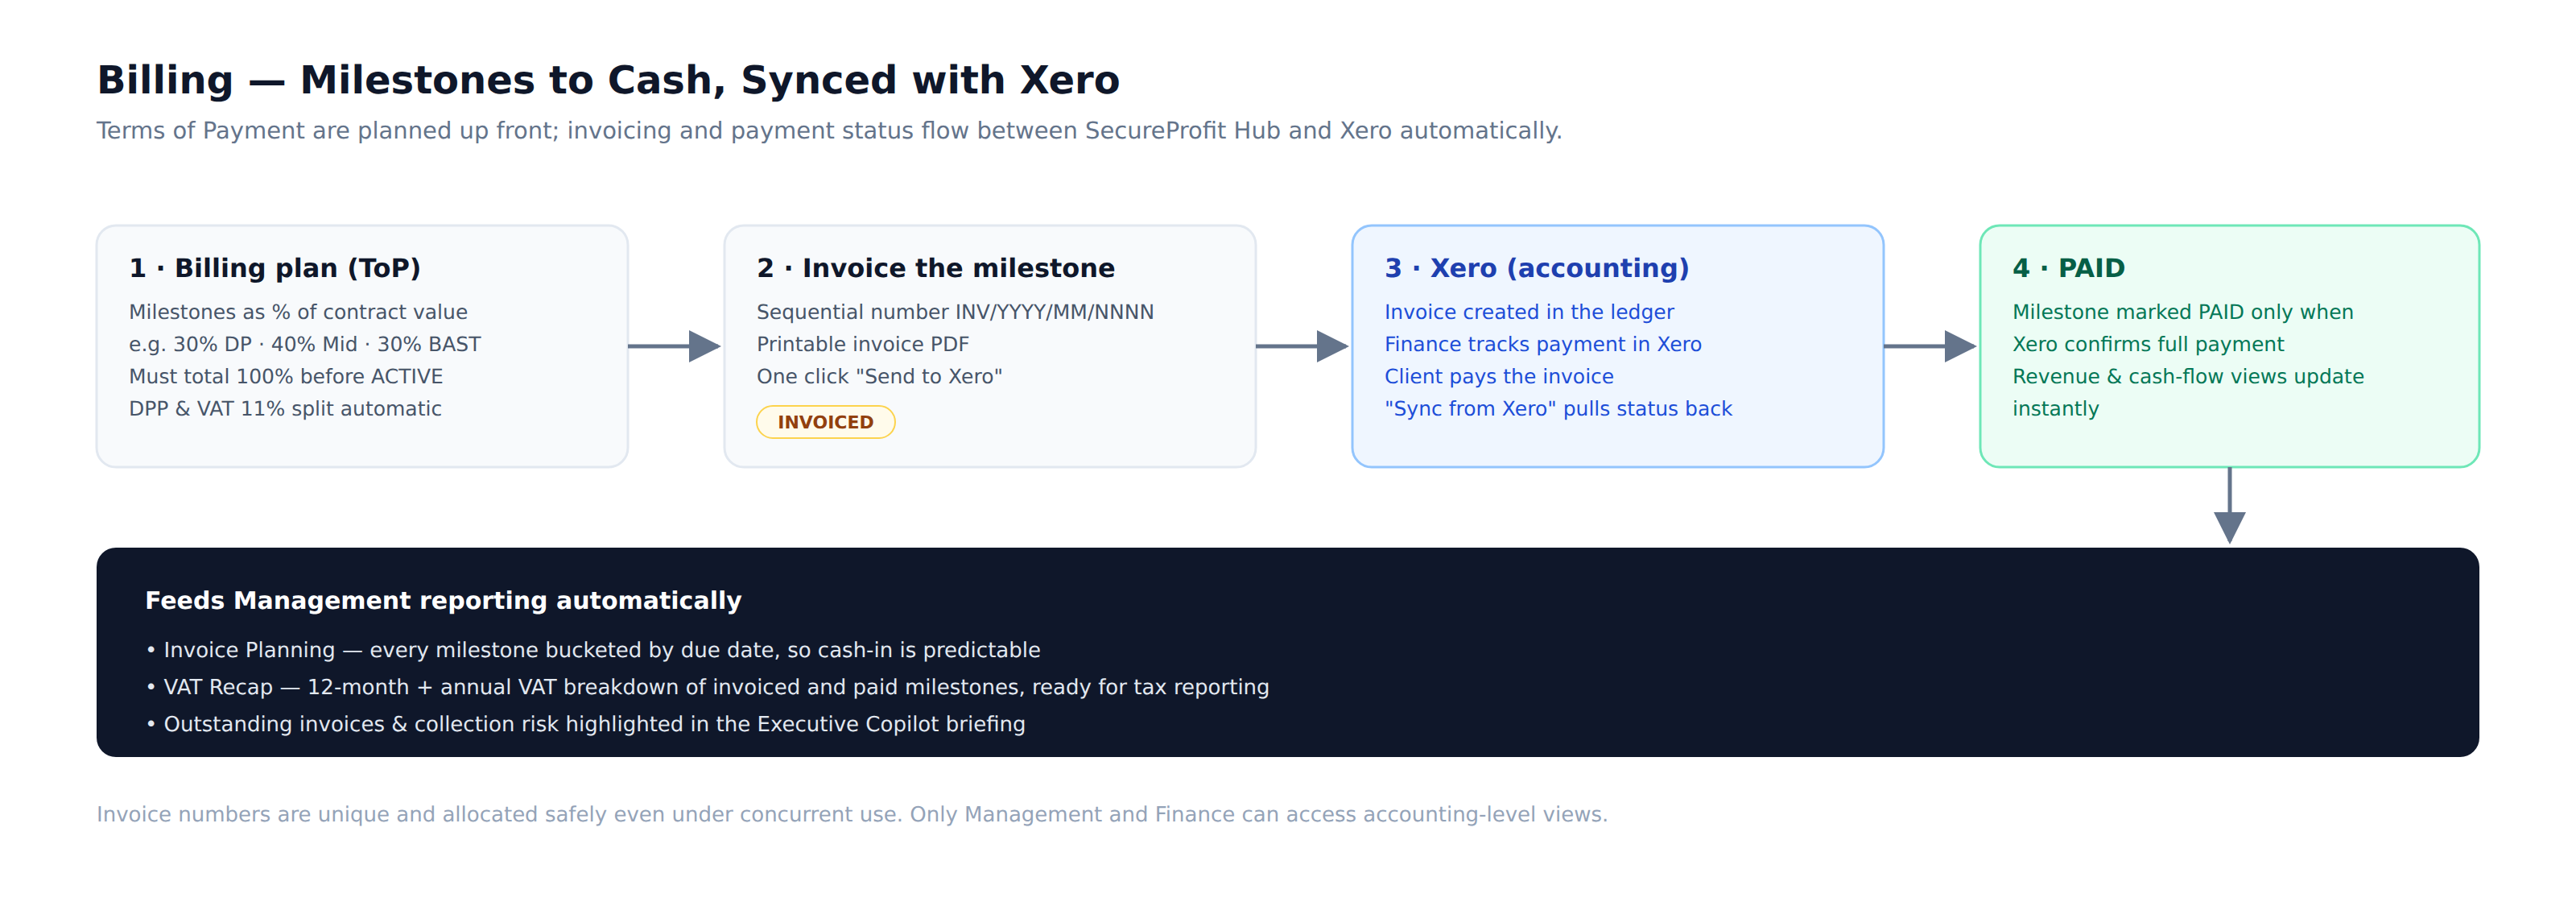 Billing — Milestones to Cash, Synced with Xero
Terms of Payment are planned up front; invoicing and payment status flow between SecureProfit Hub and Xero automatically.
1 · Billing plan (ToP)
Milestones as % of contract value
e.g. 30% DP · 40% Mid · 30% BAST
Must total 100% before ACTIVE
DPP & VAT 11% split automatic
2 · Invoice the milestone
Sequential number INV/YYYY/MM/NNNN
Printable invoice PDF
One click "Send to Xero"
INVOICED
3 · Xero (accounting)
Invoice created in the ledger
Finance tracks payment in Xero
Client pays the invoice
"Sync from Xero" pulls status back
4 · PAID
Milestone marked PAID only when
Xero confirms full payment
Revenue & cash-flow views update
instantly
Feeds Management reporting automatically
• Invoice Planning — every milestone bucketed by due date, so cash-in is predictable
• VAT Recap — 12-month + annual VAT breakdown of invoiced and paid milestones, ready for tax reporting
• Outstanding invoices & collection risk highlighted in the Executive Copilot briefing
Invoice numbers are unique and allocated safely even under concurrent use. Only Management and Finance can access accounting-level views.